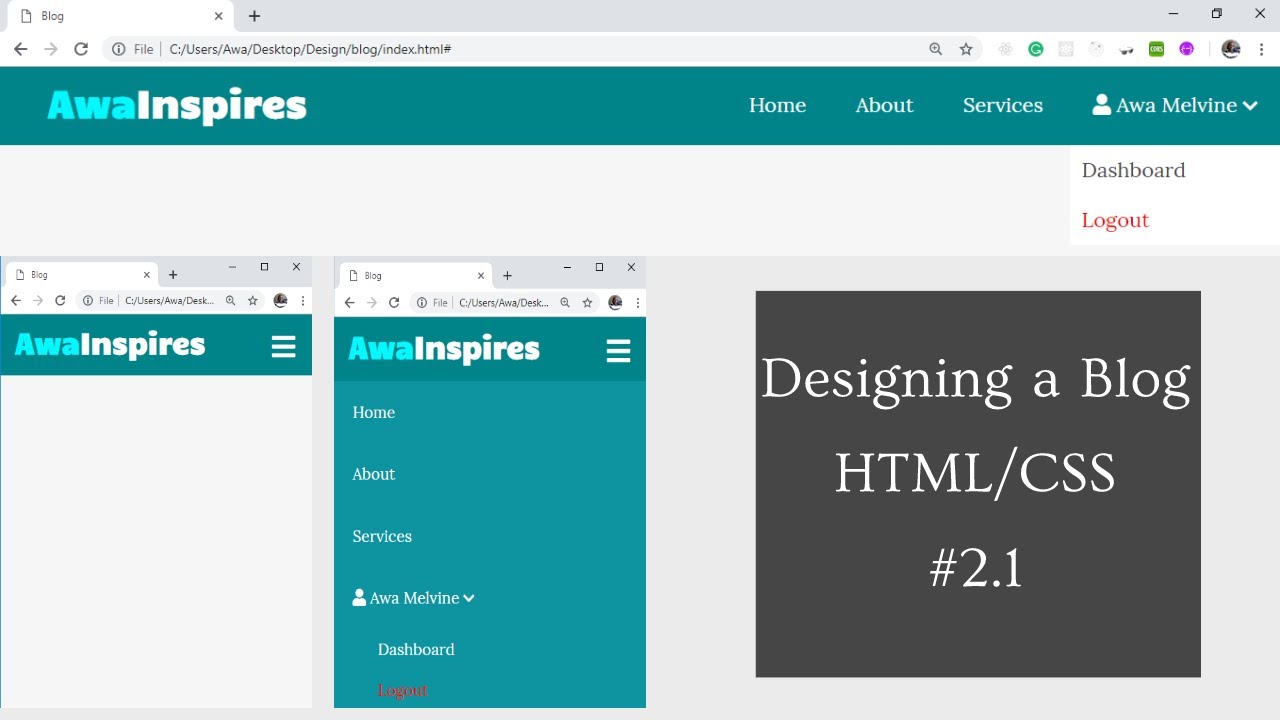 Blog
File C:/Users/Awa/Desktop/Design/blog/index.html#
AwaInspires
Home About Services Awa Melvine
Dashboard
Logout
Blog
File C:/Users/Awa/Desk...
AwaInspires
Blog
File C:/Users/Awa/Desk...
AwaInspires
Home
About
Services
Awa Melvine
Dashboard
Logout
Designing a Blog
HTML/CSS
#2.1